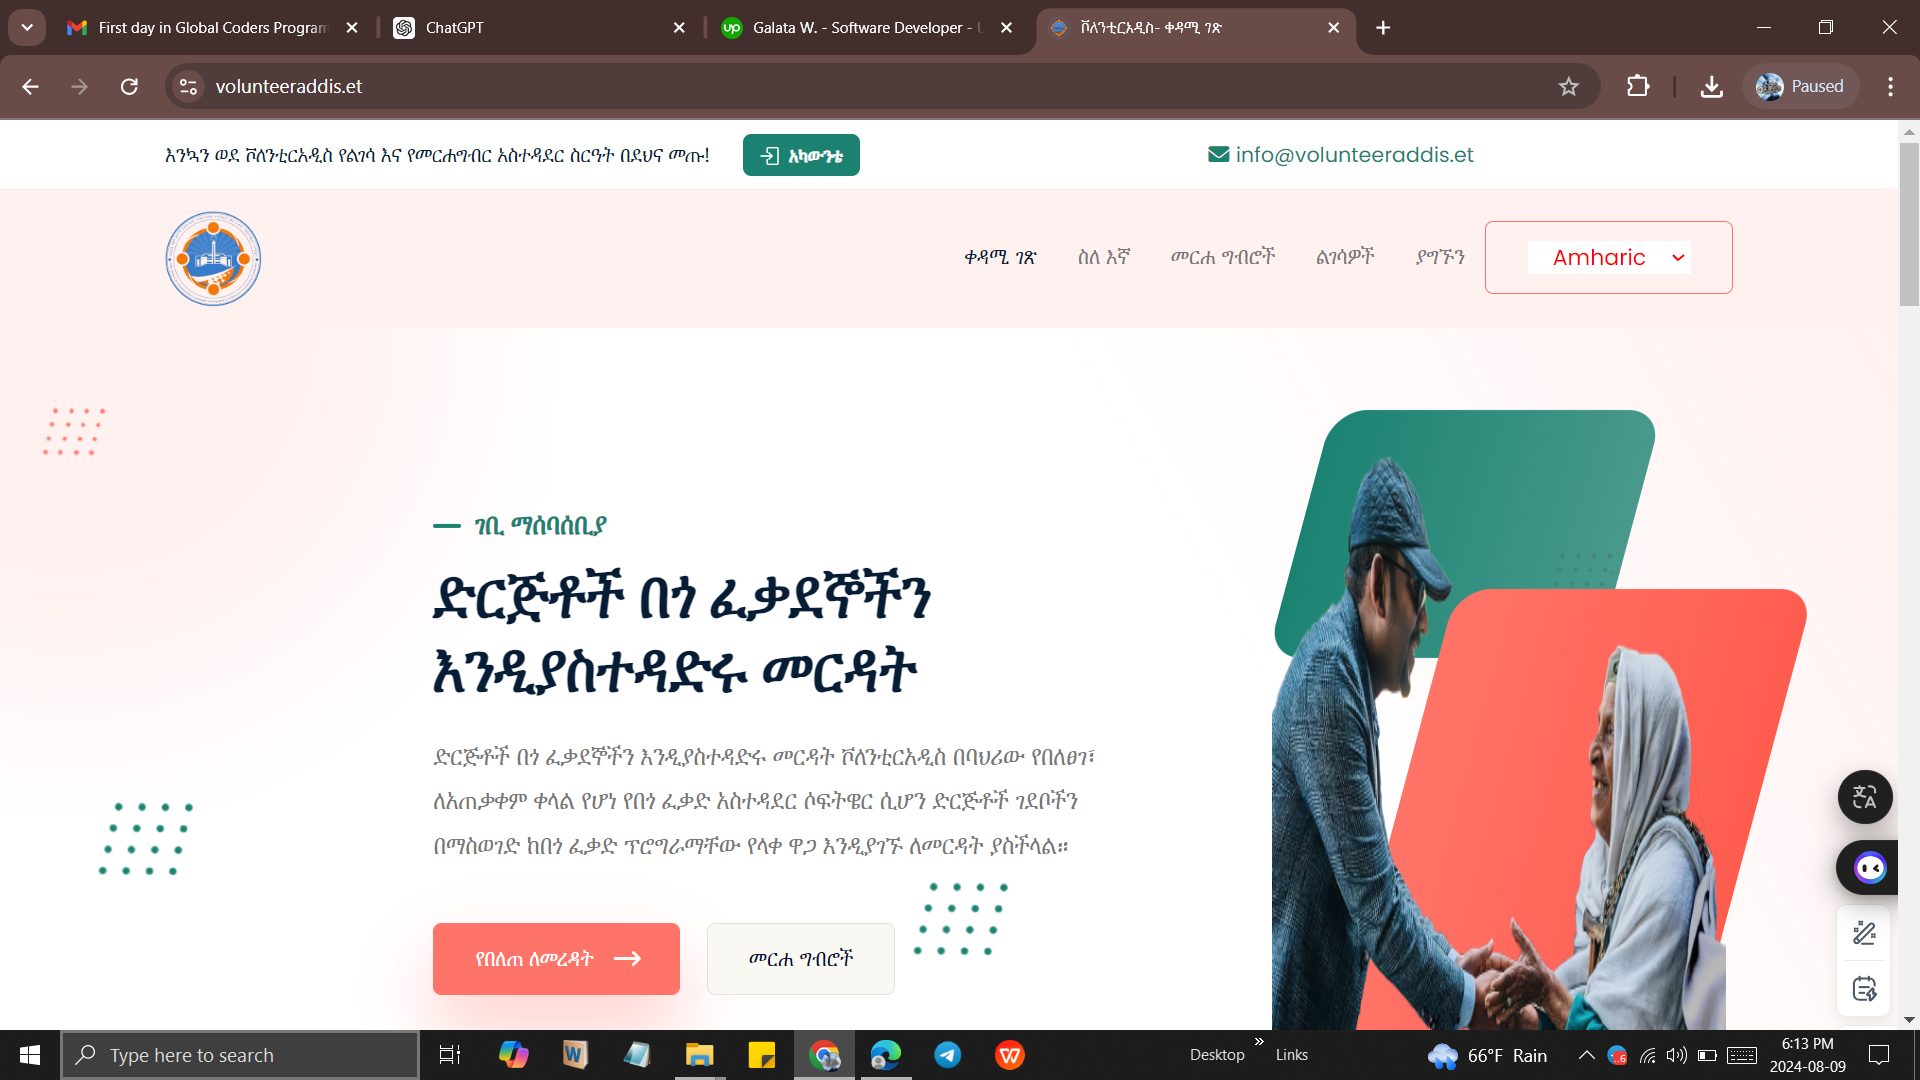 First day in Global Coders Program
ChatGPT
Galata W. - Software Developer -
ቮለንቲርአዲስ- ቀዳሚ ገጽ
volunteeraddis.et
Paused
እንኳን ወደ ቮለንቲርአዲስ የልገሳ እና የመርሐግብር አስተዳደር ስርዓት በደህና መጡ!
አካውንቴ
info@volunteeraddis.et
ቀዳሚ ገጽ
ስለ እኛ
መርሐ ግብሮች
ልገሳዎች
ያግኙን
Amharic
ገቢ ማሰባሰቢያ
ድርጅቶች በጎ ፈቃደኞችን
እንዲያስተዳድሩ መርዳት
ድርጅቶች በጎ ፈቃደኞችን እንዲያስተዳድሩ መርዳት ቮለንቲርአዲስ በባህሪው የበለፀገ፣
ለአጠቃቀም ቀላል የሆነ የበጎ ፈቃድ አስተዳደር ሶፍትዌር ሲሆን ድርጅቶች ገደቦችን
በማስወገድ ከበጎ ፈቃድ ፕሮግራማቸው የላቀ ዋጋ እንዲያገኙ ለመርዳት ያስችላል።
የበለጠ ለመረዳት
መርሐ ግብሮች
Type here to search
Desktop
Links
66°F Rain
6:13 PM
2024-08-09